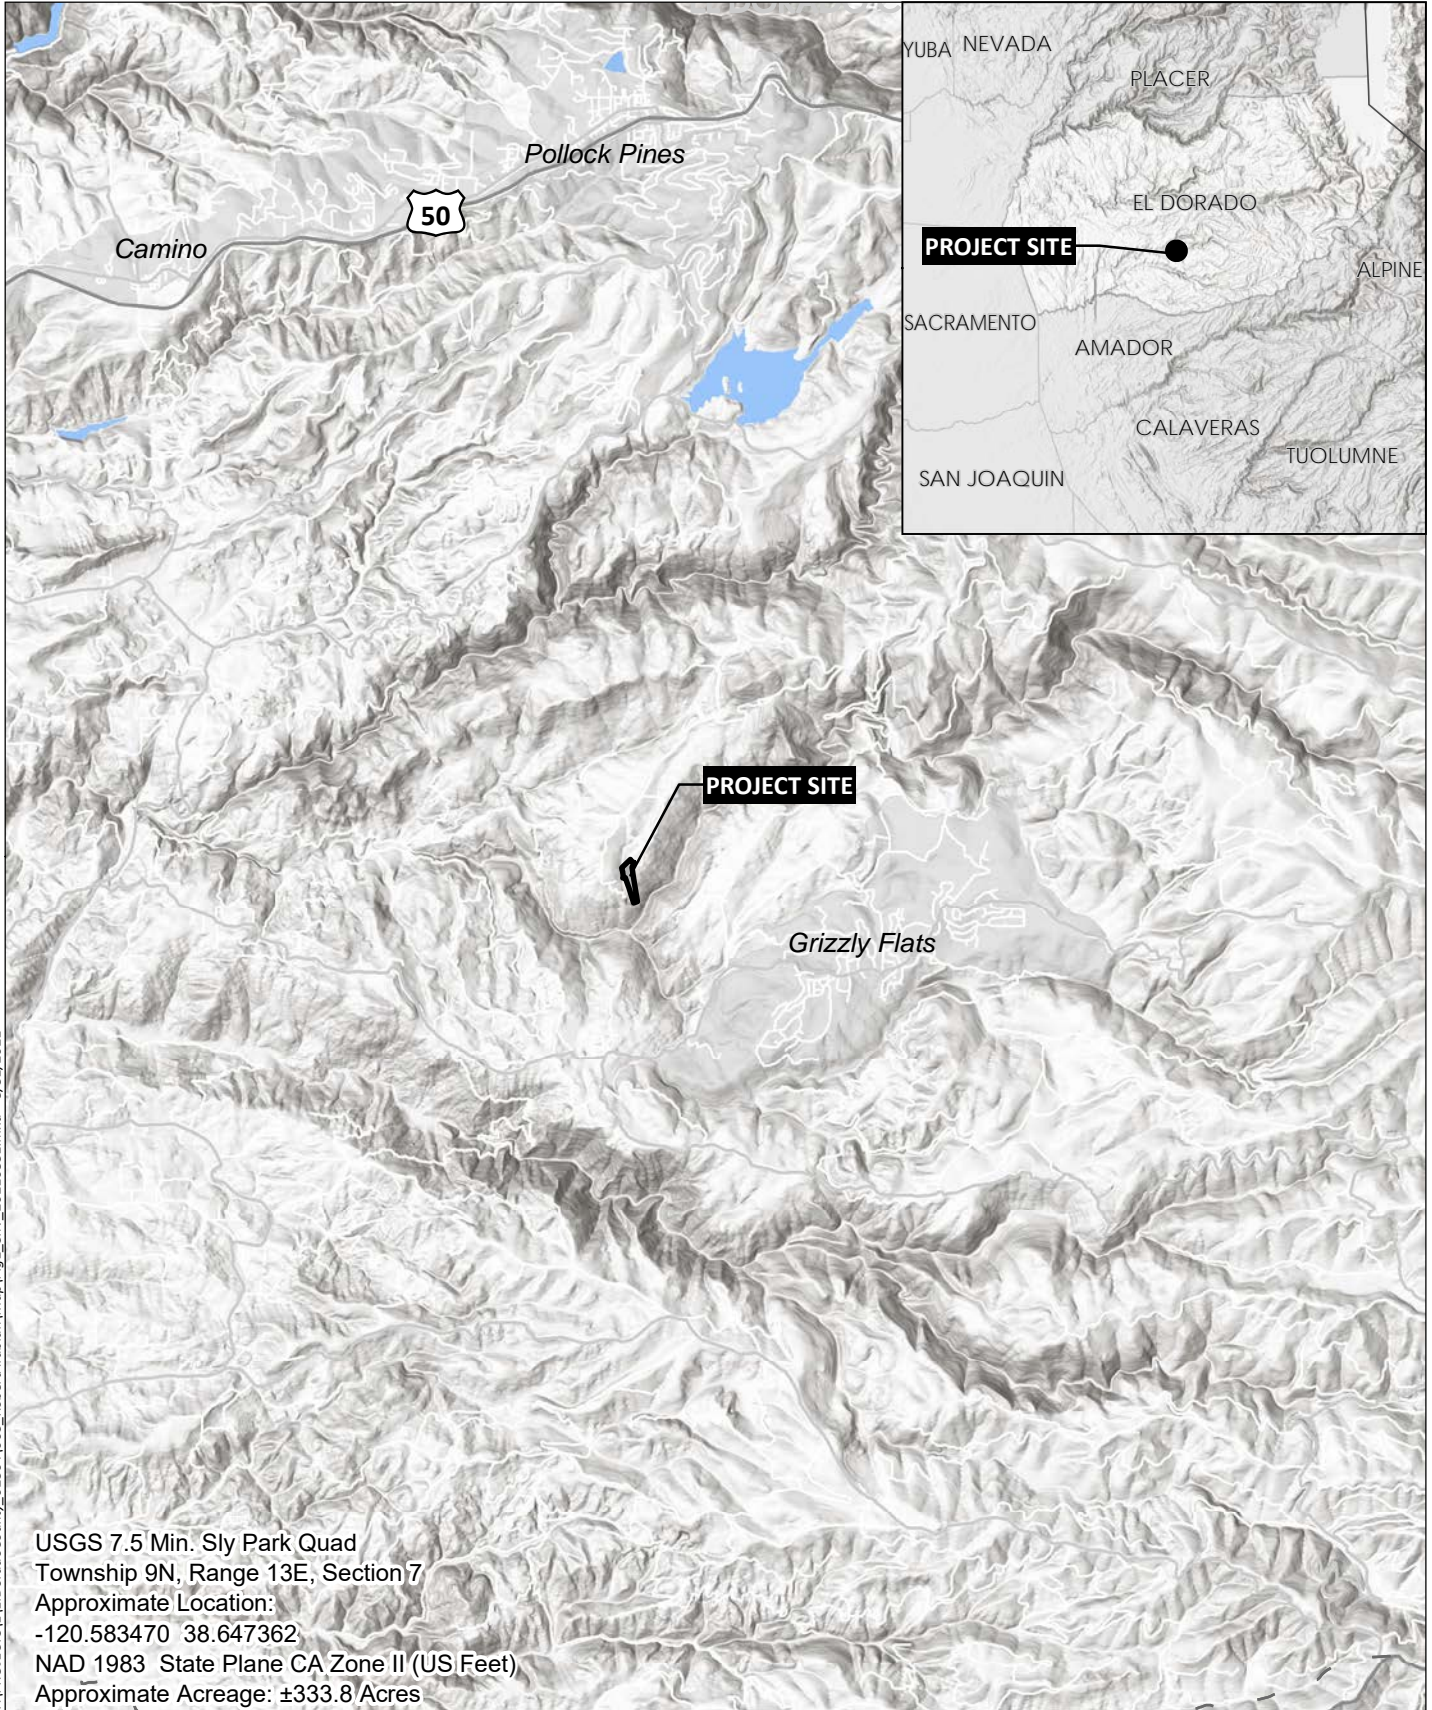 YUBA
NEVADA
PLACER
EL DORADO
PROJECT SITE
ALPINE
SACRAMENTO
AMADOR
CALAVERAS
TUOLUMNE
SAN JOAQUIN
Pollock Pines
50
Camino
PROJECT SITE
Grizzly Flats
USGS 7.5 Min. Sly Park Quad
Township 9N, Range 13E, Section 7
Approximate Location:
-120.583470 38.647362
NAD 1983 State Plane CA Zone II (US Feet)
Approximate Acreage: ±333.8 Acres